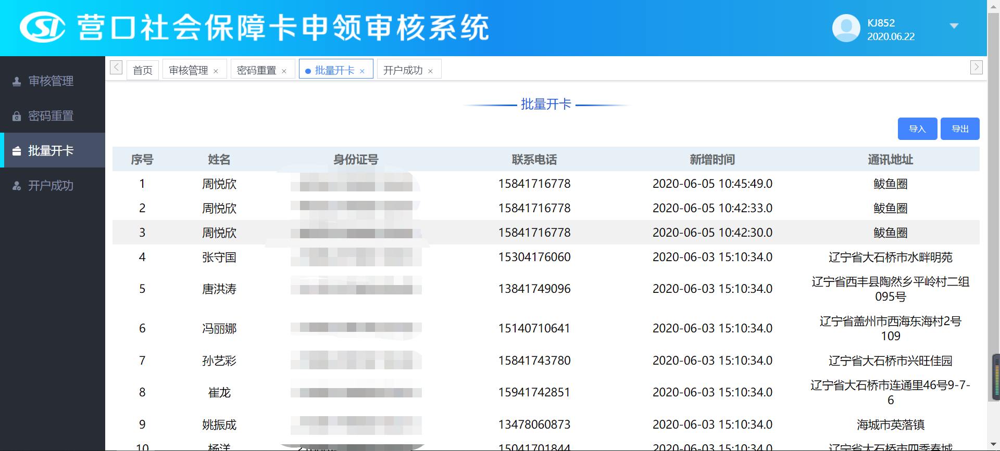 SI 营口社会保障卡申领审核系统
KJ852
2020.06.22
审核管理
密码重置
批量开卡
开户成功
首页 审核管理 × 密码重置 × 批量开卡 × 开户成功 ×
批量开卡
导入 导出
序号 姓名 身份证号 联系电话 新增时间 通讯地址
1 周悦欣 15841716778 2020-06-05 10:45:49.0 鲅鱼圈
2 周悦欣 15841716778 2020-06-05 10:42:33.0 鲅鱼圈
3 周悦欣 15841716778 2020-06-05 10:42:30.0 鲅鱼圈
4 张守国 15304176060 2020-06-03 15:10:34.0 辽宁省大石桥市水畔明苑
5 唐洪涛 13841749096 2020-06-03 15:10:34.0 辽宁省西丰县陶然乡平岭村二组
095号
6 冯丽娜 15140710641 2020-06-03 15:10:34.0 辽宁省盖州市西海东海村2号
109
7 孙艺彩 15841743780 2020-06-03 15:10:34.0 辽宁省大石桥市兴旺佳园
8 崔龙 15941742851 2020-06-03 15:10:34.0 辽宁省大石桥市连通里46号9-7-
6
9 姚振成 13478060873 2020-06-03 15:10:34.0 海城市英落镇
10 杨洋 15041701844 2020-06-03 15:10:34.0 辽宁省大石桥市四季春城